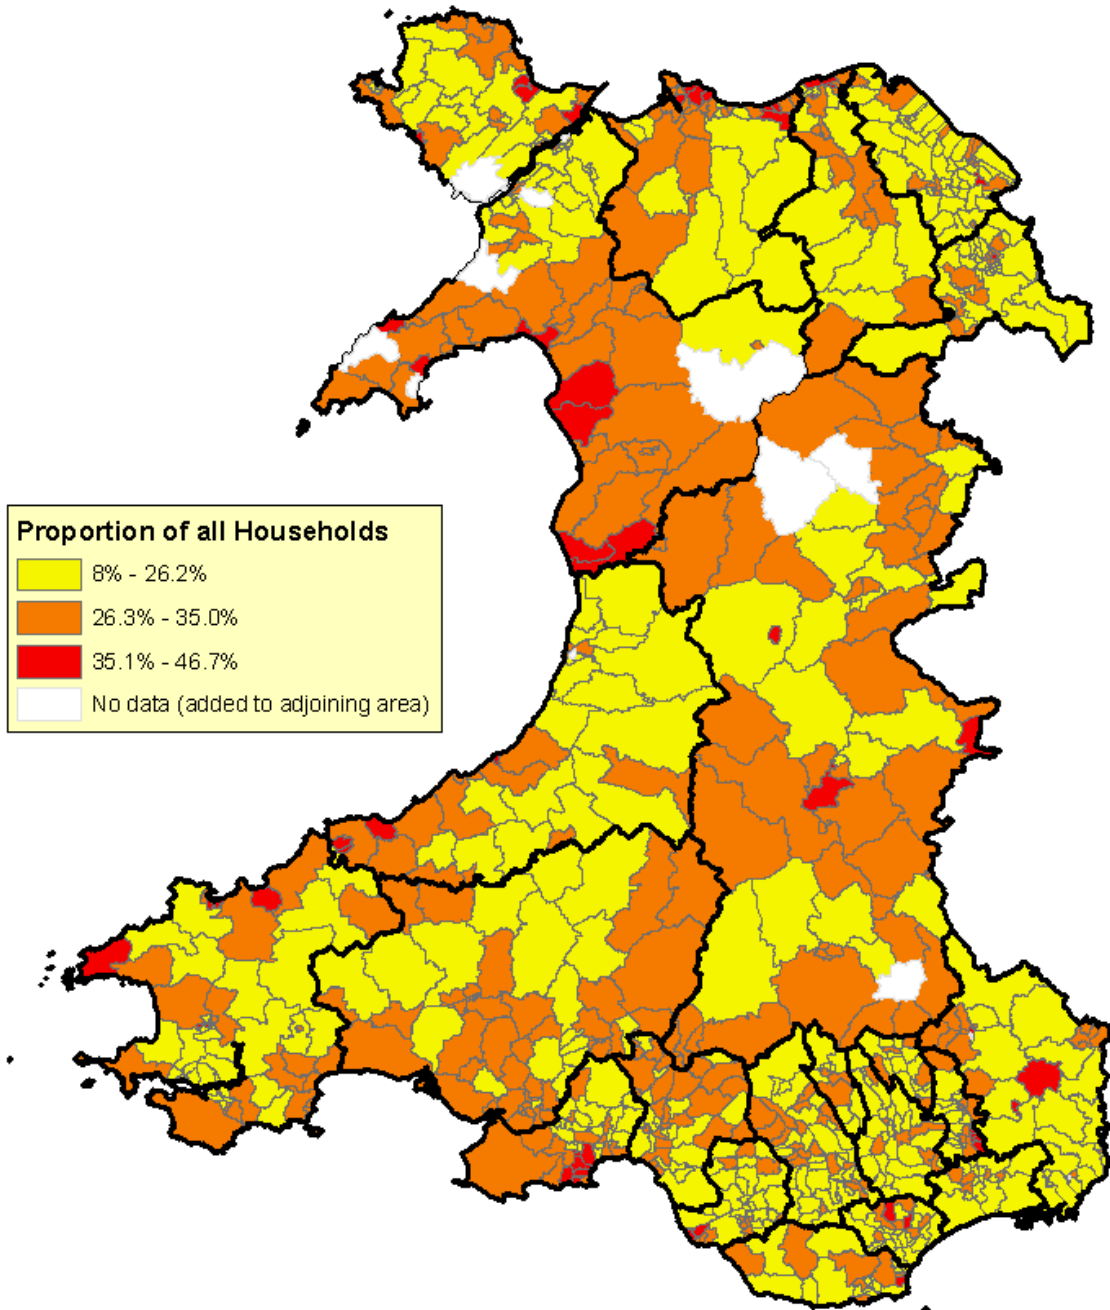 Proportion of all Households
8% - 26.2%
26.3% - 35.0%
35.1% - 46.7%
No data (added to adjoining area)